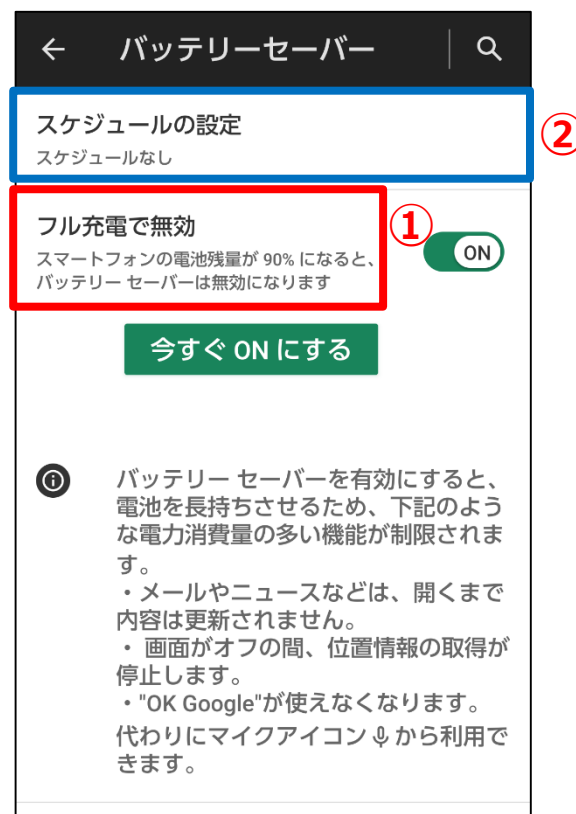 バッテリーセーバー
スケジュールの設定
スケジュールなし
②
フル充電で無効
スマートフォンの電池残量が 90% になると、
バッテリー セーバーは無効になります
①
ON
今すぐ ON にする
バッテリー セーバーを有効にすると、
電池を長持ちさせるため、下記のよう
な電力消費量の多い機能が制限されま
す。
・メールやニュースなどは、開くまで
内容は更新されません。
・ 画面がオフの間、位置情報の取得が
停止します。
・"OK Google"が使えなくなります。
代わりにマイクアイコン から利用で
きます。